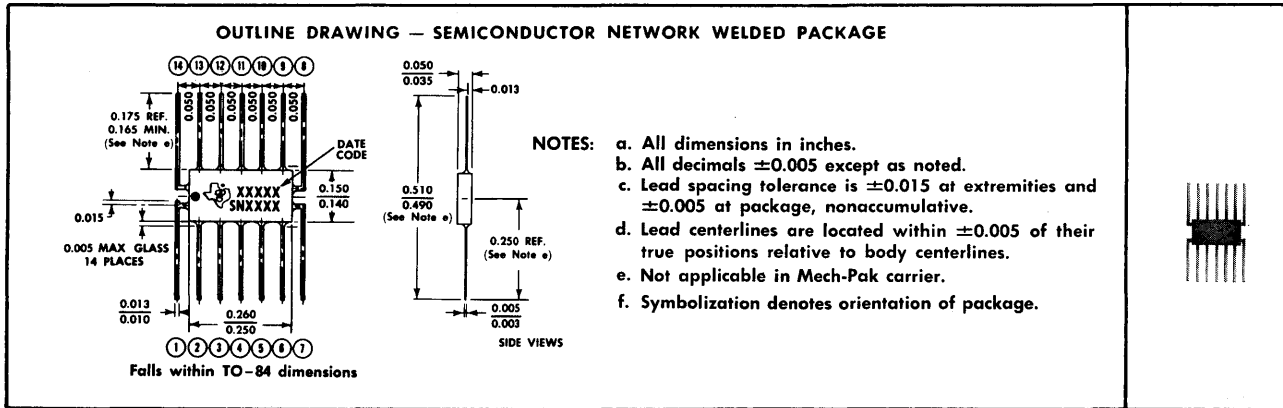 OUTLINE DRAWING — SEMICONDUCTOR NETWORK WELDED PACKAGE
14 13 12 11 10 9 8
0.050 0.050 0.050 0.050 0.050 0.050
0.175 REF.
0.165 MIN.
(See Note e)
DATE
CODE
XXXXX
SNXXXX
0.150
0.140
0.015
0.005 MAX GLASS
14 PLACES
0.013
0.010
0.260
0.250
1 2 3 4 5 6 7
Falls within TO-84 dimensions
0.050
0.035
0.013
0.510
0.490
(See Note e)
0.250 REF.
(See Note e)
0.005
0.003
SIDE VIEWS
NOTES: a. All dimensions in inches.
b. All decimals ±0.005 except as noted.
c. Lead spacing tolerance is ±0.015 at extremities and
±0.005 at package, nonaccumulative.
d. Lead centerlines are located within ±0.005 of their
true positions relative to body centerlines.
e. Not applicable in Mech-Pak carrier.
f. Symbolization denotes orientation of package.